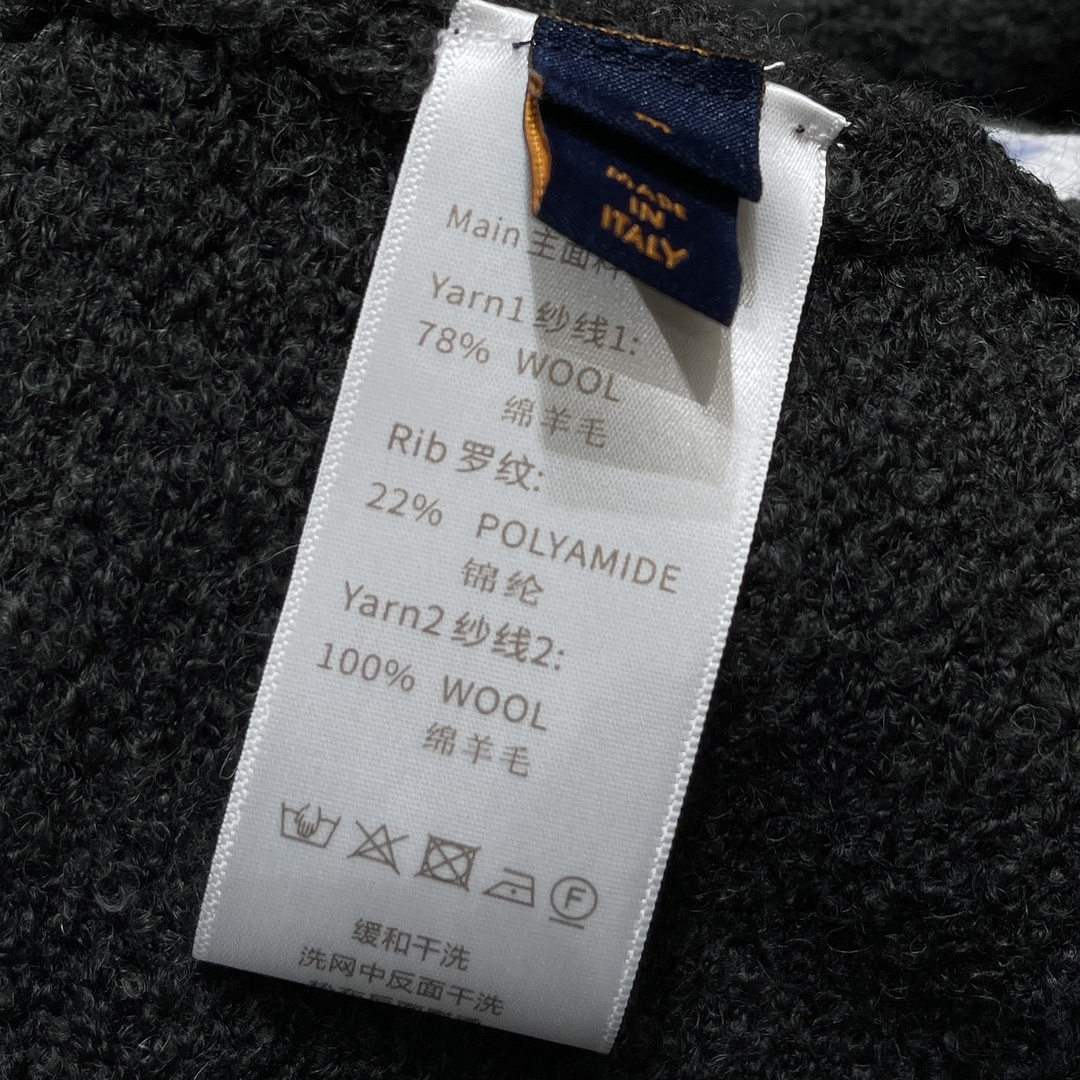 MADE
IN
ITALY
Main 主面料
Yarn1 纱线1:
78% WOOL
绵羊毛
Rib 罗纹:
22% POLYAMIDE
锦纶
Yarn2 纱线2:
100% WOOL
绵羊毛
F
缓和干洗
洗网中反面干洗